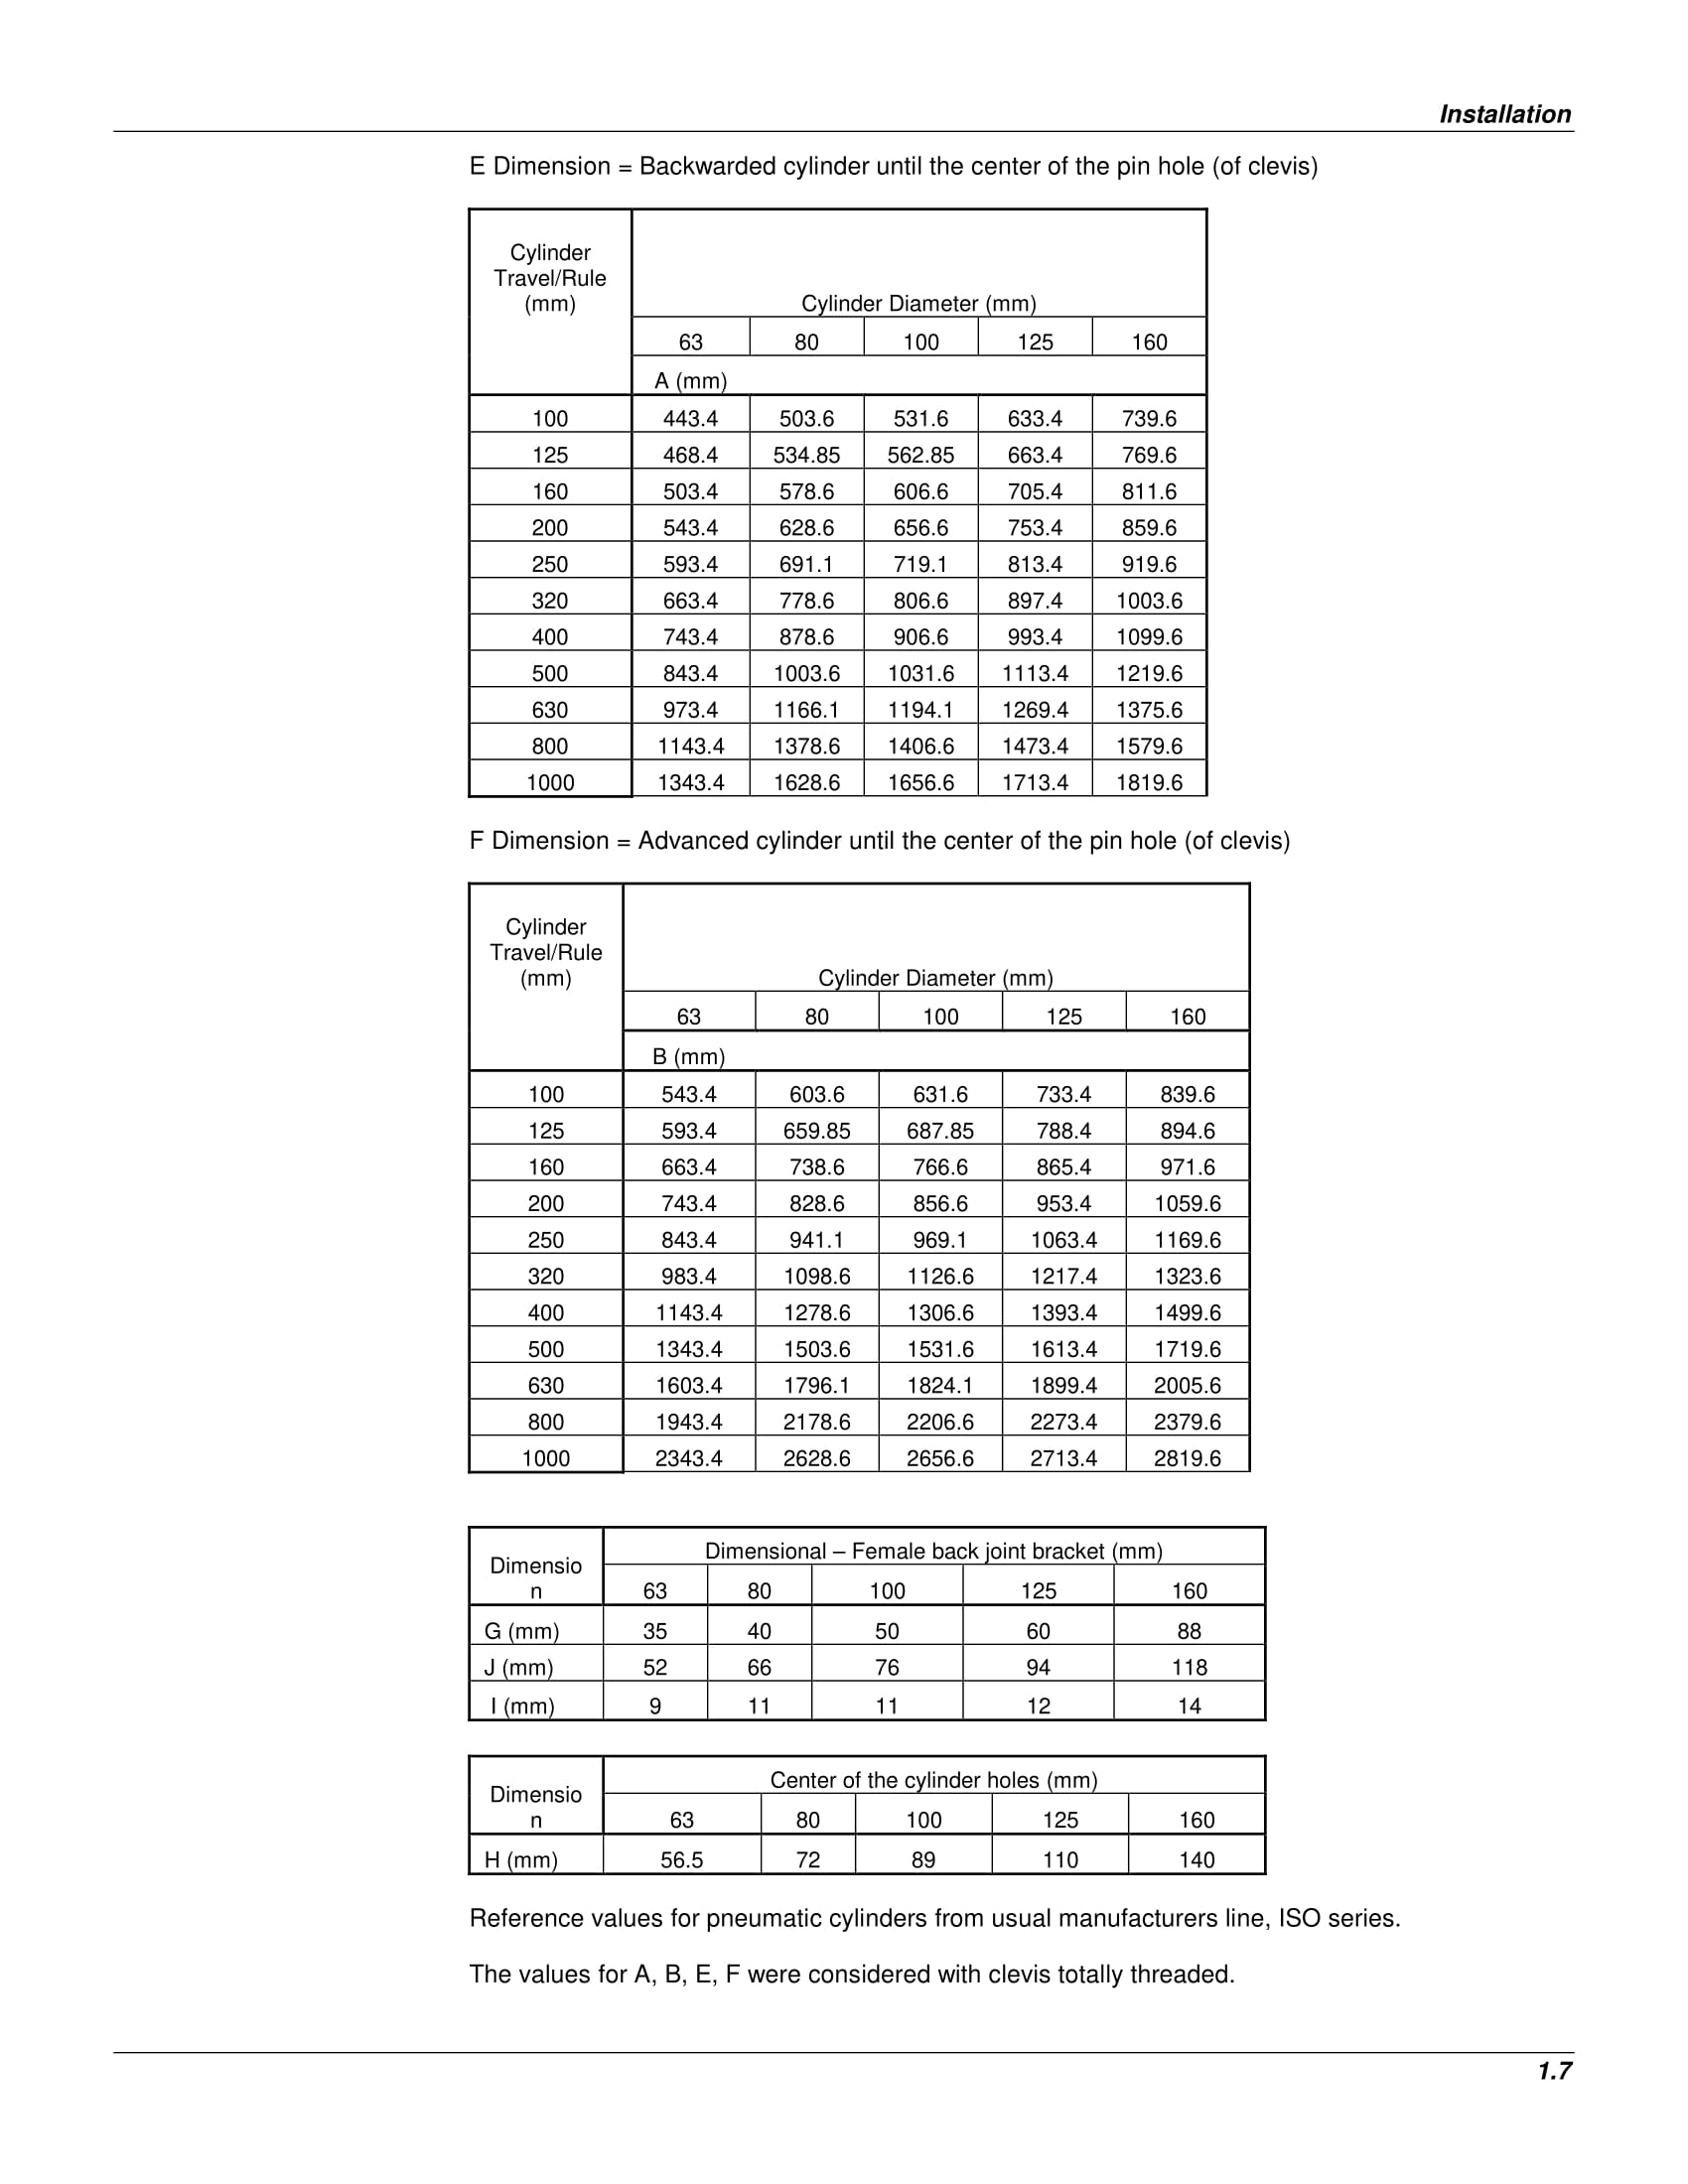 Installation
E Dimension = Backwarded cylinder until the center of the pin hole (of clevis)
Cylinder
Travel/Rule
(mm)
Cylinder Diameter (mm)
63 80 100 125 160
A (mm)
100 443.4 503.6 531.6 633.4 739.6
125 468.4 534.85 562.85 663.4 769.6
160 503.4 578.6 606.6 705.4 811.6
200 543.4 628.6 656.6 753.4 859.6
250 593.4 691.1 719.1 813.4 919.6
320 663.4 778.6 806.6 897.4 1003.6
400 743.4 878.6 906.6 993.4 1099.6
500 843.4 1003.6 1031.6 1113.4 1219.6
630 973.4 1166.1 1194.1 1269.4 1375.6
800 1143.4 1378.6 1406.6 1473.4 1579.6
1000 1343.4 1628.6 1656.6 1713.4 1819.6
F Dimension = Advanced cylinder until the center of the pin hole (of clevis)
Cylinder
Travel/Rule
(mm)
Cylinder Diameter (mm)
63 80 100 125 160
B (mm)
100 543.4 603.6 631.6 733.4 839.6
125 593.4 659.85 687.85 788.4 894.6
160 663.4 738.6 766.6 865.4 971.6
200 743.4 828.6 856.6 953.4 1059.6
250 843.4 941.1 969.1 1063.4 1169.6
320 983.4 1098.6 1126.6 1217.4 1323.6
400 1143.4 1278.6 1306.6 1393.4 1499.6
500 1343.4 1503.6 1531.6 1613.4 1719.6
630 1603.4 1796.1 1824.1 1899.4 2005.6
800 1943.4 2178.6 2206.6 2273.4 2379.6
1000 2343.4 2628.6 2656.6 2713.4 2819.6
Dimensio
n
Dimensional – Female back joint bracket (mm)
63 80 100 125 160
G (mm) 35 40 50 60 88
J (mm) 52 66 76 94 118
I (mm) 9 11 11 12 14
Dimensio
n
Center of the cylinder holes (mm)
63 80 100 125 160
H (mm) 56.5 72 89 110 140
Reference values for pneumatic cylinders from usual manufacturers line, ISO series.
The values for A, B, E, F were considered with clevis totally threaded.
1.7